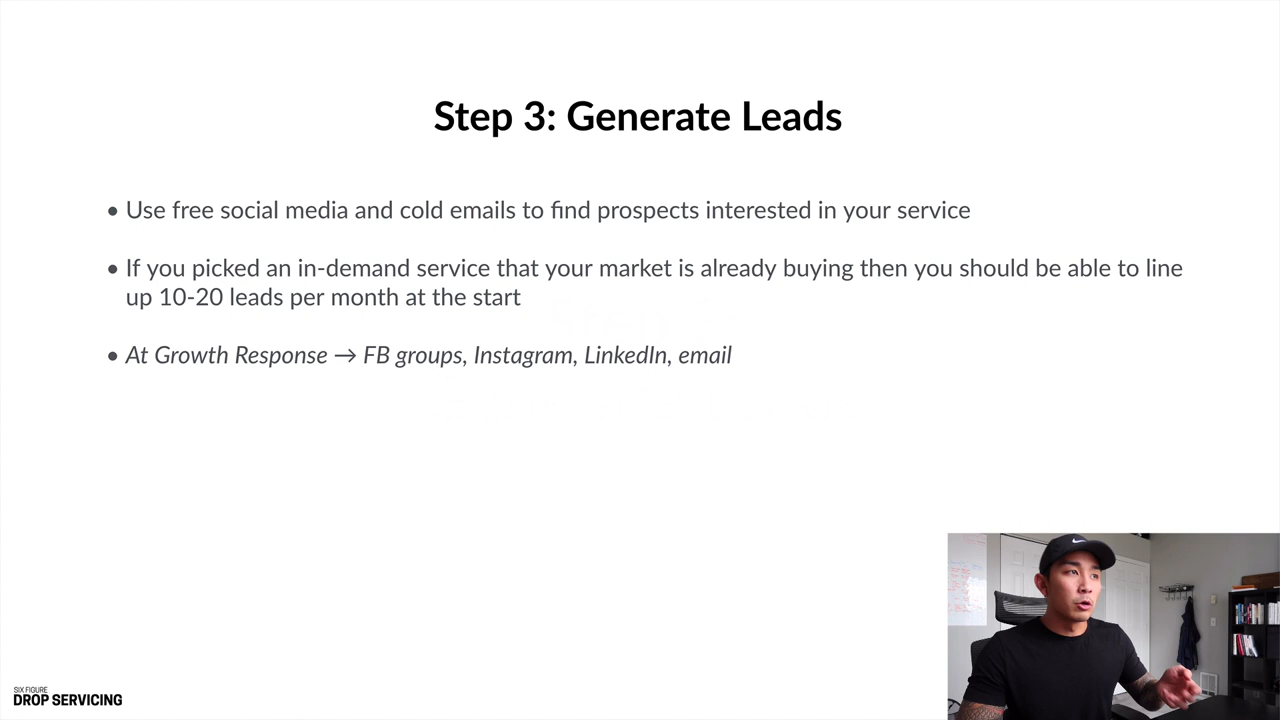 Step 3: Generate Leads
• Use free social media and cold emails to find prospects interested in your service
• If you picked an in-demand service that your market is already buying then you should be able to line
up 10-20 leads per month at the start
• At Growth Response → FB groups, Instagram, LinkedIn, email
SIX FIGURE
DROP SERVICING